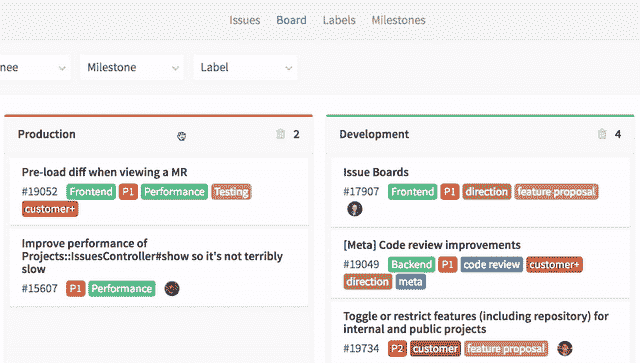 Issues Board Labels Milestones
nee Milestone Label
Production 2
Pre-load diff when viewing a MR
#19052 Frontend P1 Performance Testing
customer+
Improve performance of
Projects::IssuesController#show so it's not terribly
slow
#15607 P1 Performance
Development 4
Issue Boards
#17907 Frontend P1 direction feature proposal
[Meta] Code review improvements
#19049 Backend P1 code review customer+
direction meta
Toggle or restrict features (including repository) for
internal and public projects
#19734 P2 customer feature proposal